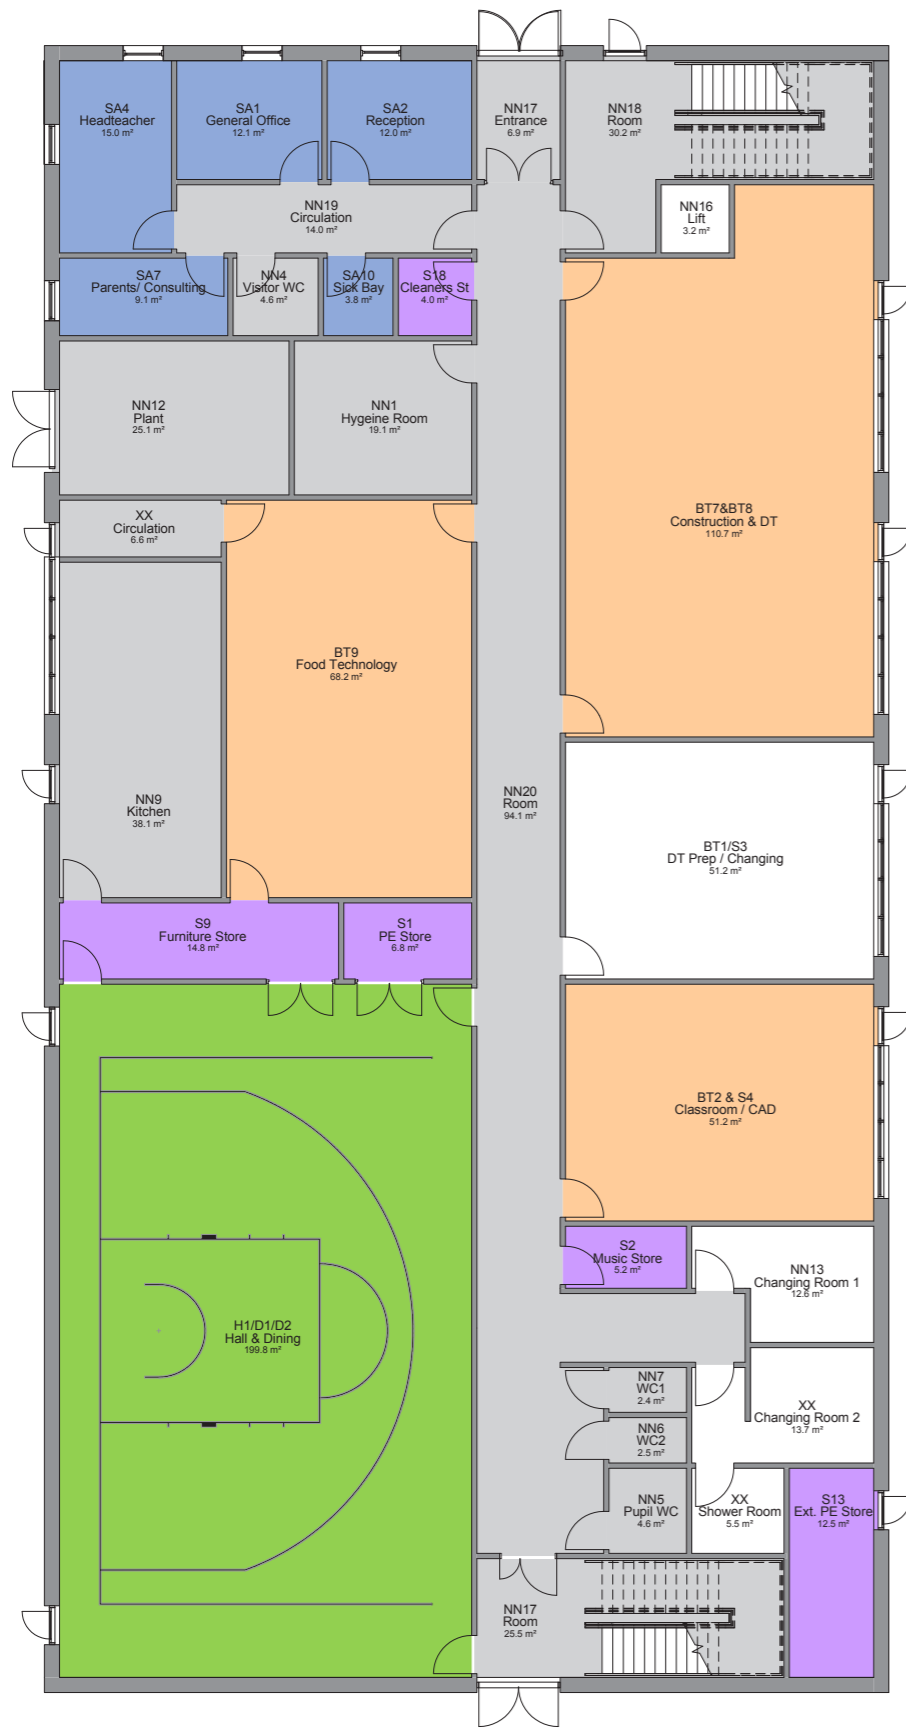 SA4
Headteacher
15.0 m²
SA1
General Office
12.1 m²
SA2
Reception
12.0 m²
NN17
Entrance
6.9 m²
NN18
Room
30.2 m²
NN19
Circulation
14.0 m²
NN16
Lift
3.2 m²
SA7
Parents/ Consulting
9.1 m²
NN4
Visitor WC
4.6 m²
SA10
Sick Bay
3.8 m²
S18
Cleaners St
4.0 m²
NN12
Plant
25.1 m²
NN1
Hygeine Room
19.1 m²
XX
Circulation
6.6 m²
BT7&BT8
Construction & DT
110.7 m²
BT9
Food Technology
68.2 m²
NN9
Kitchen
38.1 m²
NN20
Room
94.1 m²
BT1/S3
DT Prep / Changing
51.2 m²
S9
Furniture Store
14.8 m²
S1
PE Store
6.8 m²
BT2 & S4
Classroom / CAD
51.2 m²
S2
Music Store
5.2 m²
NN13
Changing Room 1
12.6 m²
H1/D1/D2
Hall & Dining
199.8 m²
NN7
WC1
2.4 m²
XX
Changing Room 2
13.7 m²
NN6
WC2
2.5 m²
NN5
Pupil WC
4.6 m²
XX
Shower Room
5.5 m²
S13
Ext. PE Store
12.5 m²
NN17
Room
25.5 m²